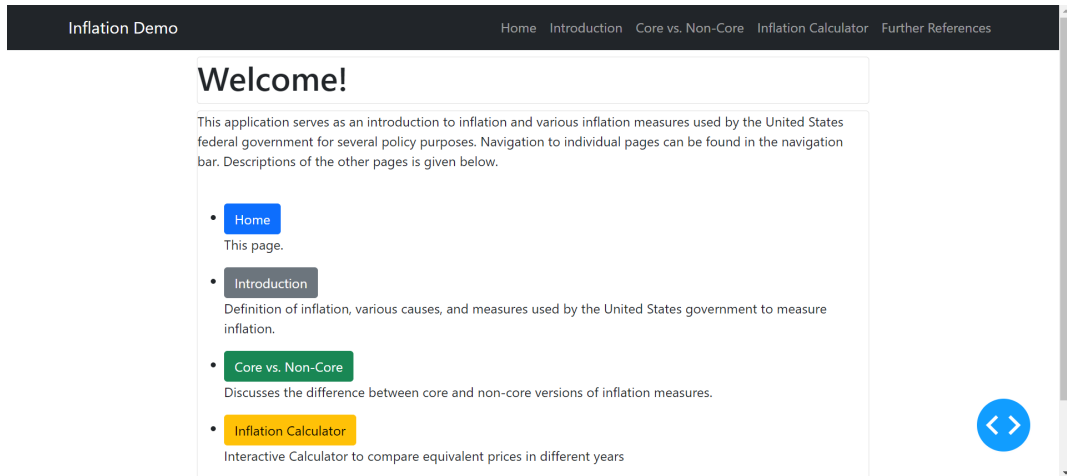 Inflation Demo
Home Introduction Core vs. Non-Core Inflation Calculator Further References
Welcome!
This application serves as an introduction to inflation and various inflation measures used by the United States
federal government for several policy purposes. Navigation to individual pages can be found in the navigation
bar. Descriptions of the other pages is given below.
Home
This page.
Introduction
Definition of inflation, various causes, and measures used by the United States government to measure
inflation.
Core vs. Non-Core
Discusses the difference between core and non-core versions of inflation measures.
Inflation Calculator
Interactive Calculator to compare equivalent prices in different years